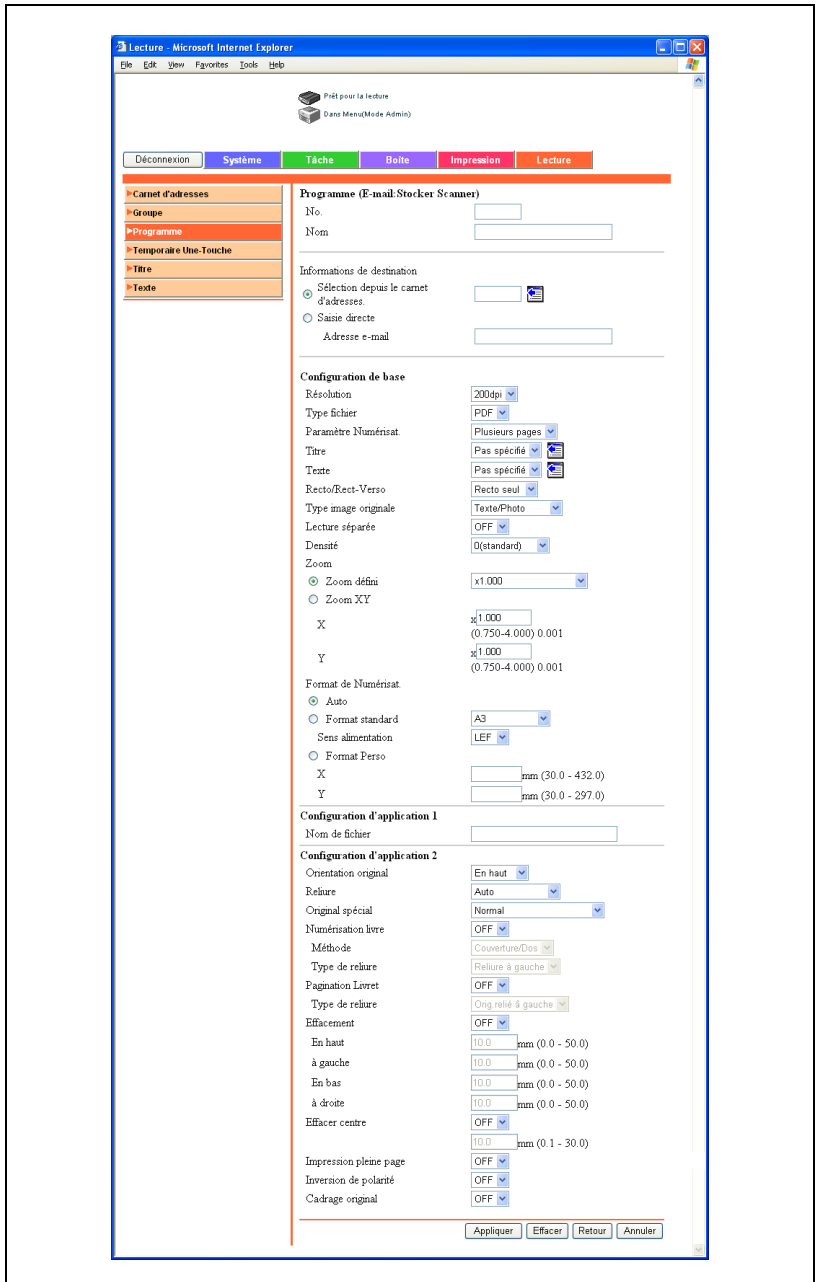 Lecture - Microsoft Internet Explorer
File Edit View Favorites Tools Help
Prêt pour la lecture
Dans Menu(Mode Admin)
Déconnexion Système Tâche Boîte Impression Lecture
Carnet d'adresses
Groupe
Programme
Temporaire Une-Touche
Titre
Texte
Programme (E-mail:Stocker Scanner)
No.
Nom
Informations de destination
Sélection depuis le carnet
d'adresses.
Saisie directe
Adresse e-mail
Configuration de base
Résolution 200dpi
Type fichier PDF
Paramètre Numérisat. Plusieurs pages
Titre Pas spécifié
Texte Pas spécifié
Recto/Rect-Verso Recto seul
Type image originale Texte/Photo
Lecture séparée OFF
Densité 0(standard)
Zoom
Zoom défini x1.000
Zoom XY
X x1.000
(0.750-4.000) 0.001
Y x1.000
(0.750-4.000) 0.001
Format de Numérisat.
Auto
Format standard A3
Sens alimentation LEF
Format Perso
X mm (30.0 - 432.0)
Y mm (30.0 - 297.0)
Configuration d'application 1
Nom de fichier
Configuration d'application 2
Orientation original En haut
Reliure Auto
Original spécial Normal
Numérisation livre OFF
Méthode Couverture/Dos
Type de reliure Reliure à gauche
Pagination Livret OFF
Type de reliure Orig.relié à gauche
Effacement OFF
En haut 10.0 mm (0.0 - 50.0)
à gauche 10.0 mm (0.0 - 50.0)
En bas 10.0 mm (0.0 - 50.0)
à droite 10.0 mm (0.0 - 50.0)
Effacer centre OFF
10.0 mm (0.1 - 30.0)
Impression pleine page OFF
Inversion de polarité OFF
Cadrage original OFF
Appliquer Effacer Retour Annuler